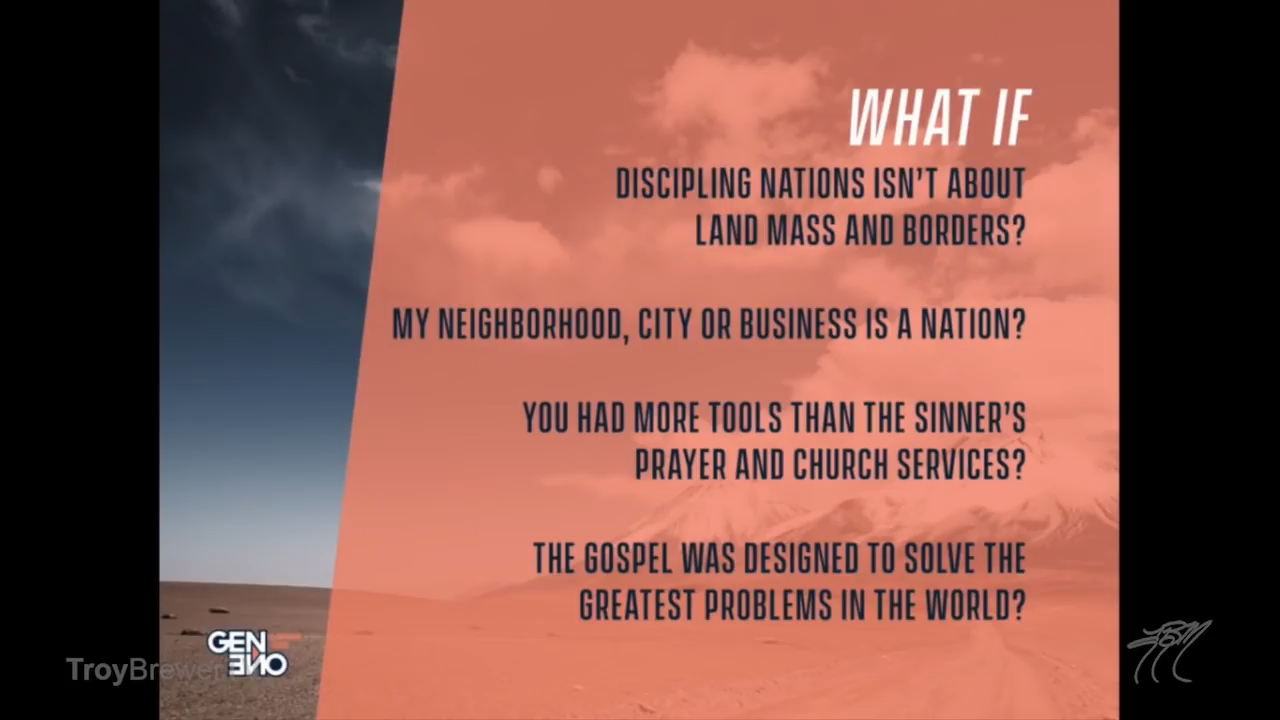 WHAT IF
DISCIPLING NATIONS ISN'T ABOUT
LAND MASS AND BORDERS?
MY NEIGHBORHOOD, CITY OR BUSINESS IS A NATION?
YOU HAD MORE TOOLS THAN THE SINNER'S
PRAYER AND CHURCH SERVICES?
THE GOSPEL WAS DESIGNED TO SOLVE THE
GREATEST PROBLEMS IN THE WORLD?
GEN
ONE
TroyBrewer